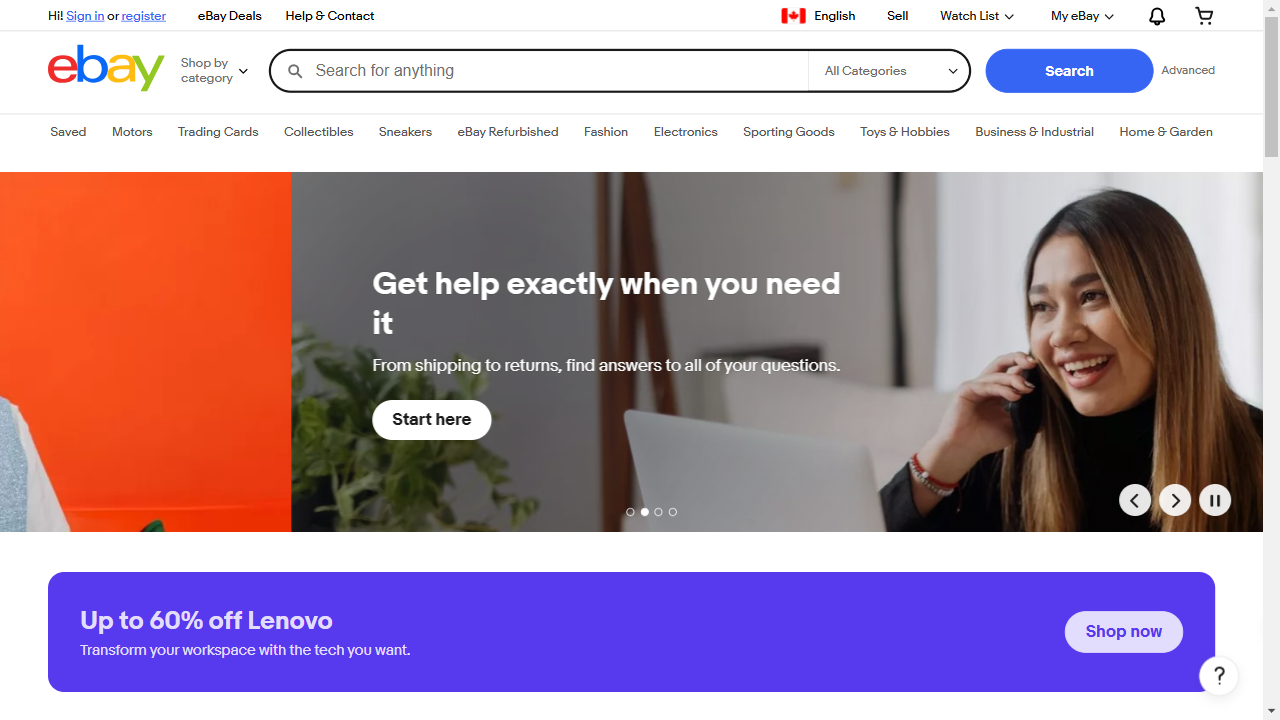 Hi! Sign in or register eBay Deals Help & Contact English Sell Watch List My eBay
ebay Shop by category Search for anything All Categories Search Advanced
Saved Motors Trading Cards Collectibles Sneakers eBay Refurbished Fashion Electronics Sporting Goods Toys & Hobbies Business & Industrial Home & Garden
Get help exactly when you need
it
From shipping to returns, find answers to all of your questions.
Start here
Up to 60% off Lenovo
Transform your workspace with the tech you want.
Shop now
?